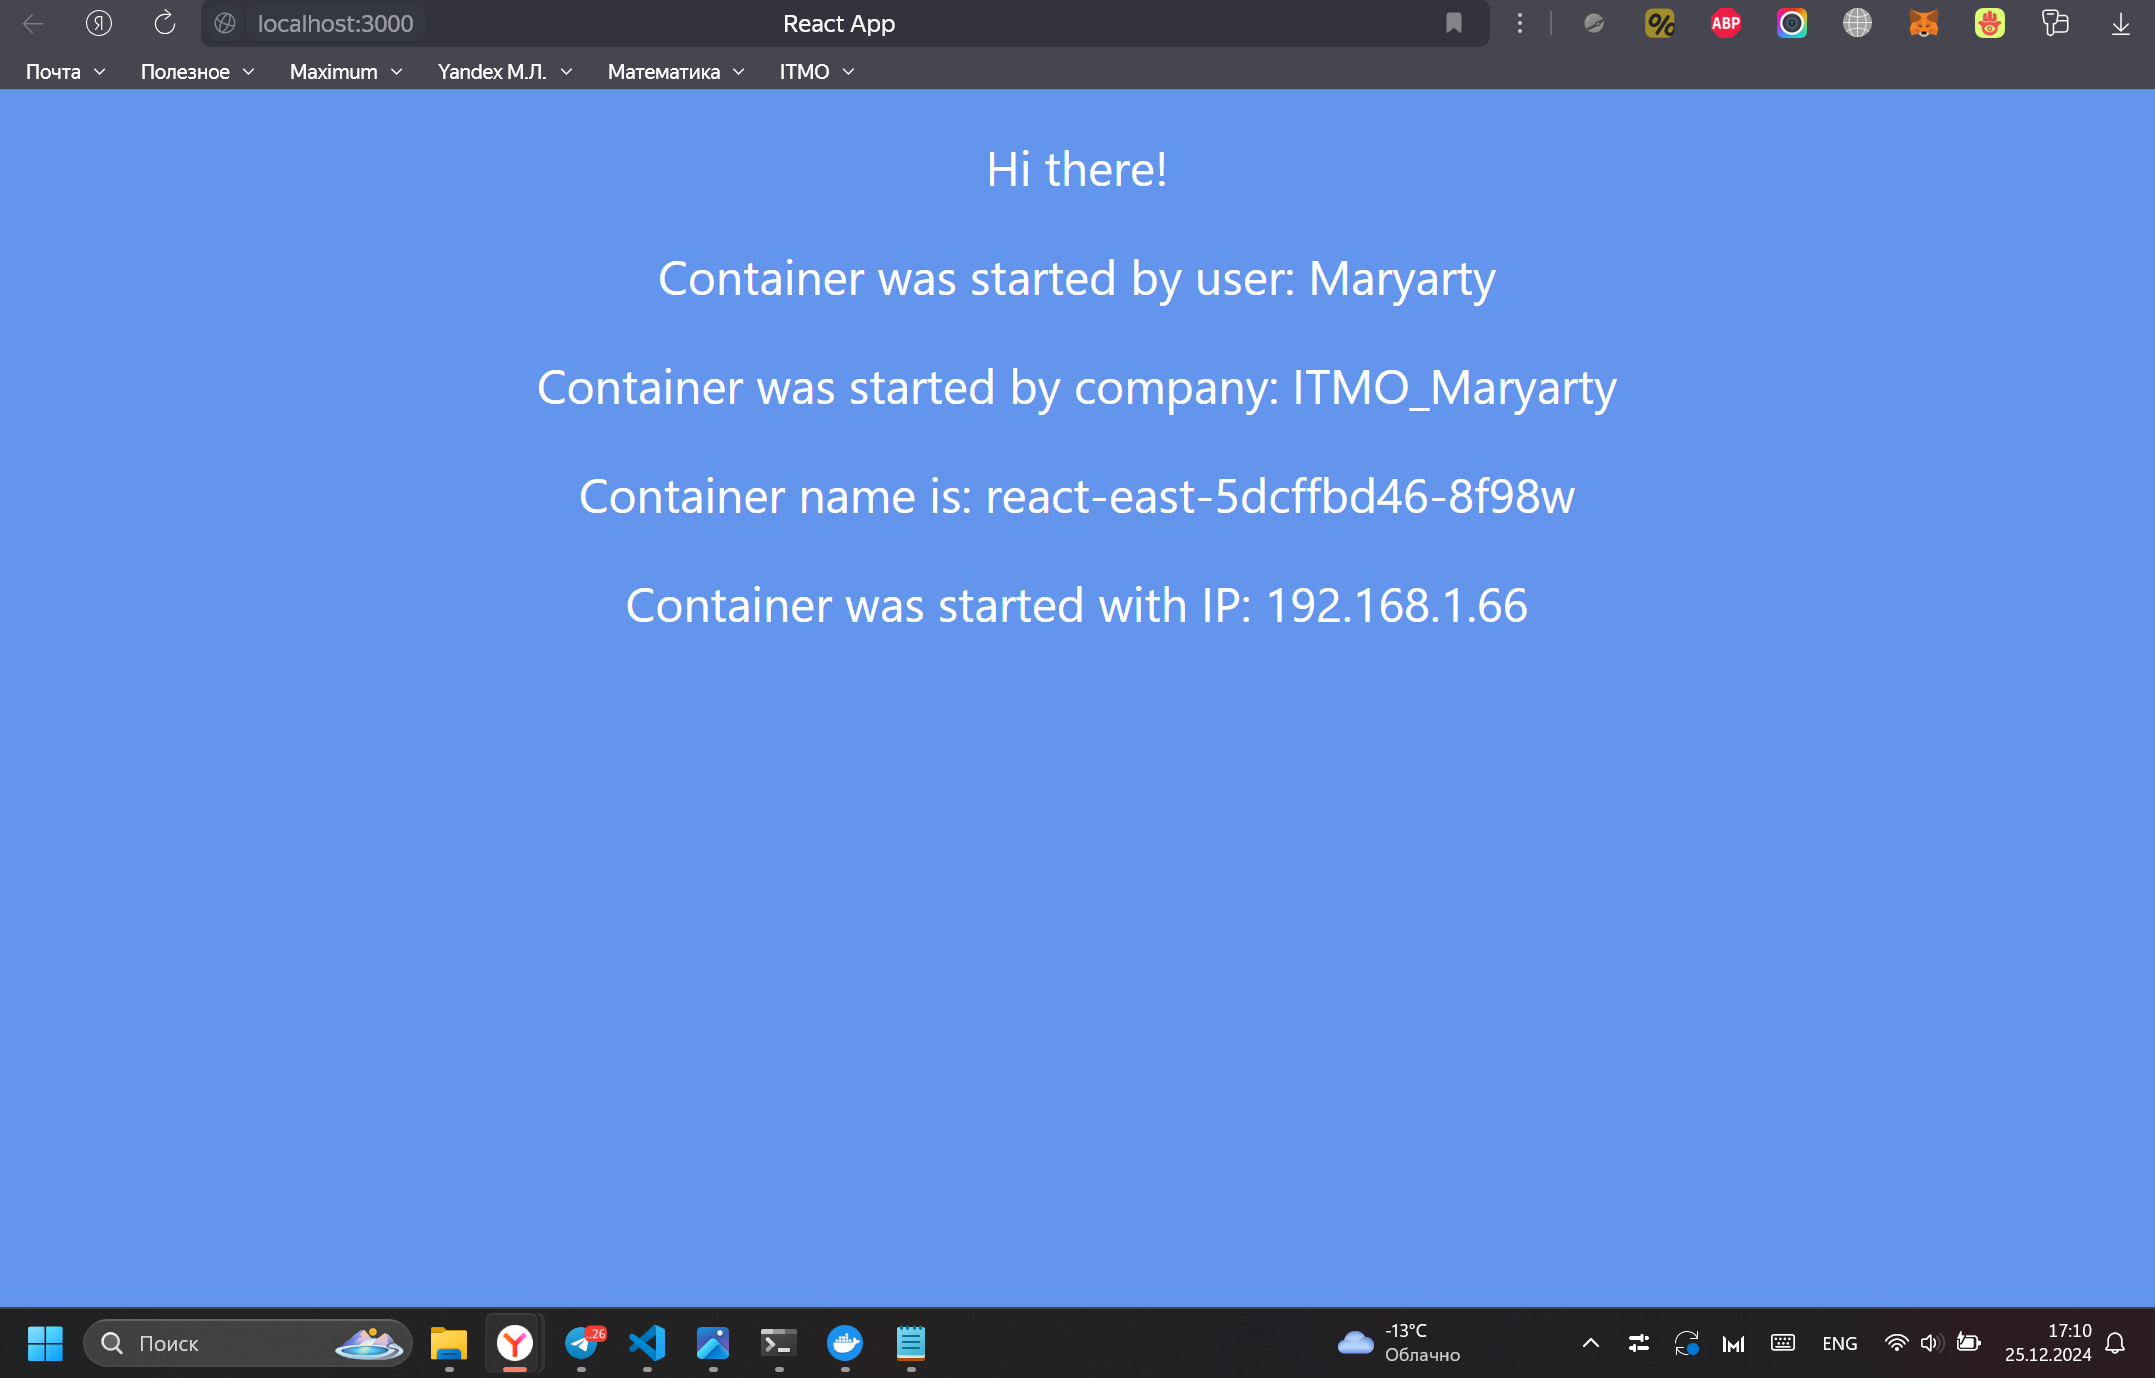 localhost:3000
React App
Почта
Полезное
Maximum
Yandex М.Л.
Математика
ITMO
Hi there!
Container was started by user: Maryarty
Container was started by company: ITMO_Maryarty
Container name is: react-east-5dcffbd46-8f98w
Container was started with IP: 192.168.1.66
Поиск
..26
-13°C
Облачно
ENG
17:10
25.12.2024
ABP